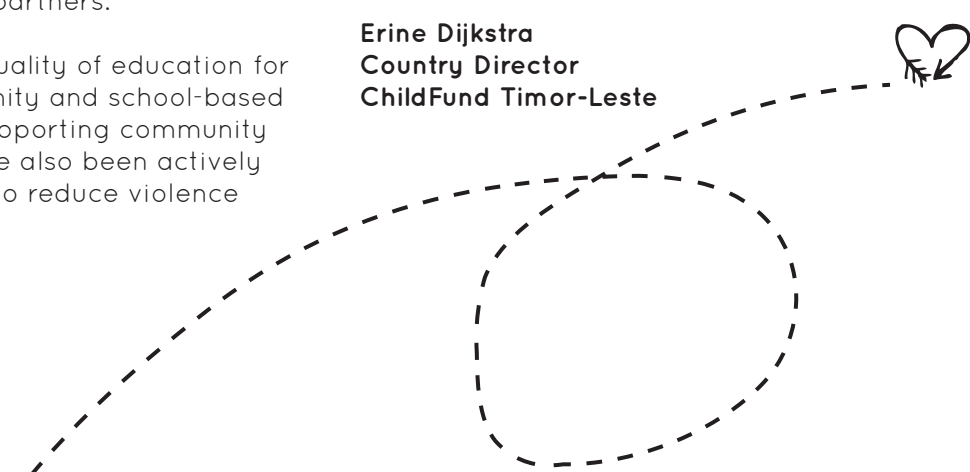 partners.
uality of education for
nity and school-based
pporting community
e also been actively
o reduce violence
Erine Dijkstra
Country Director
ChildFund Timor-Leste